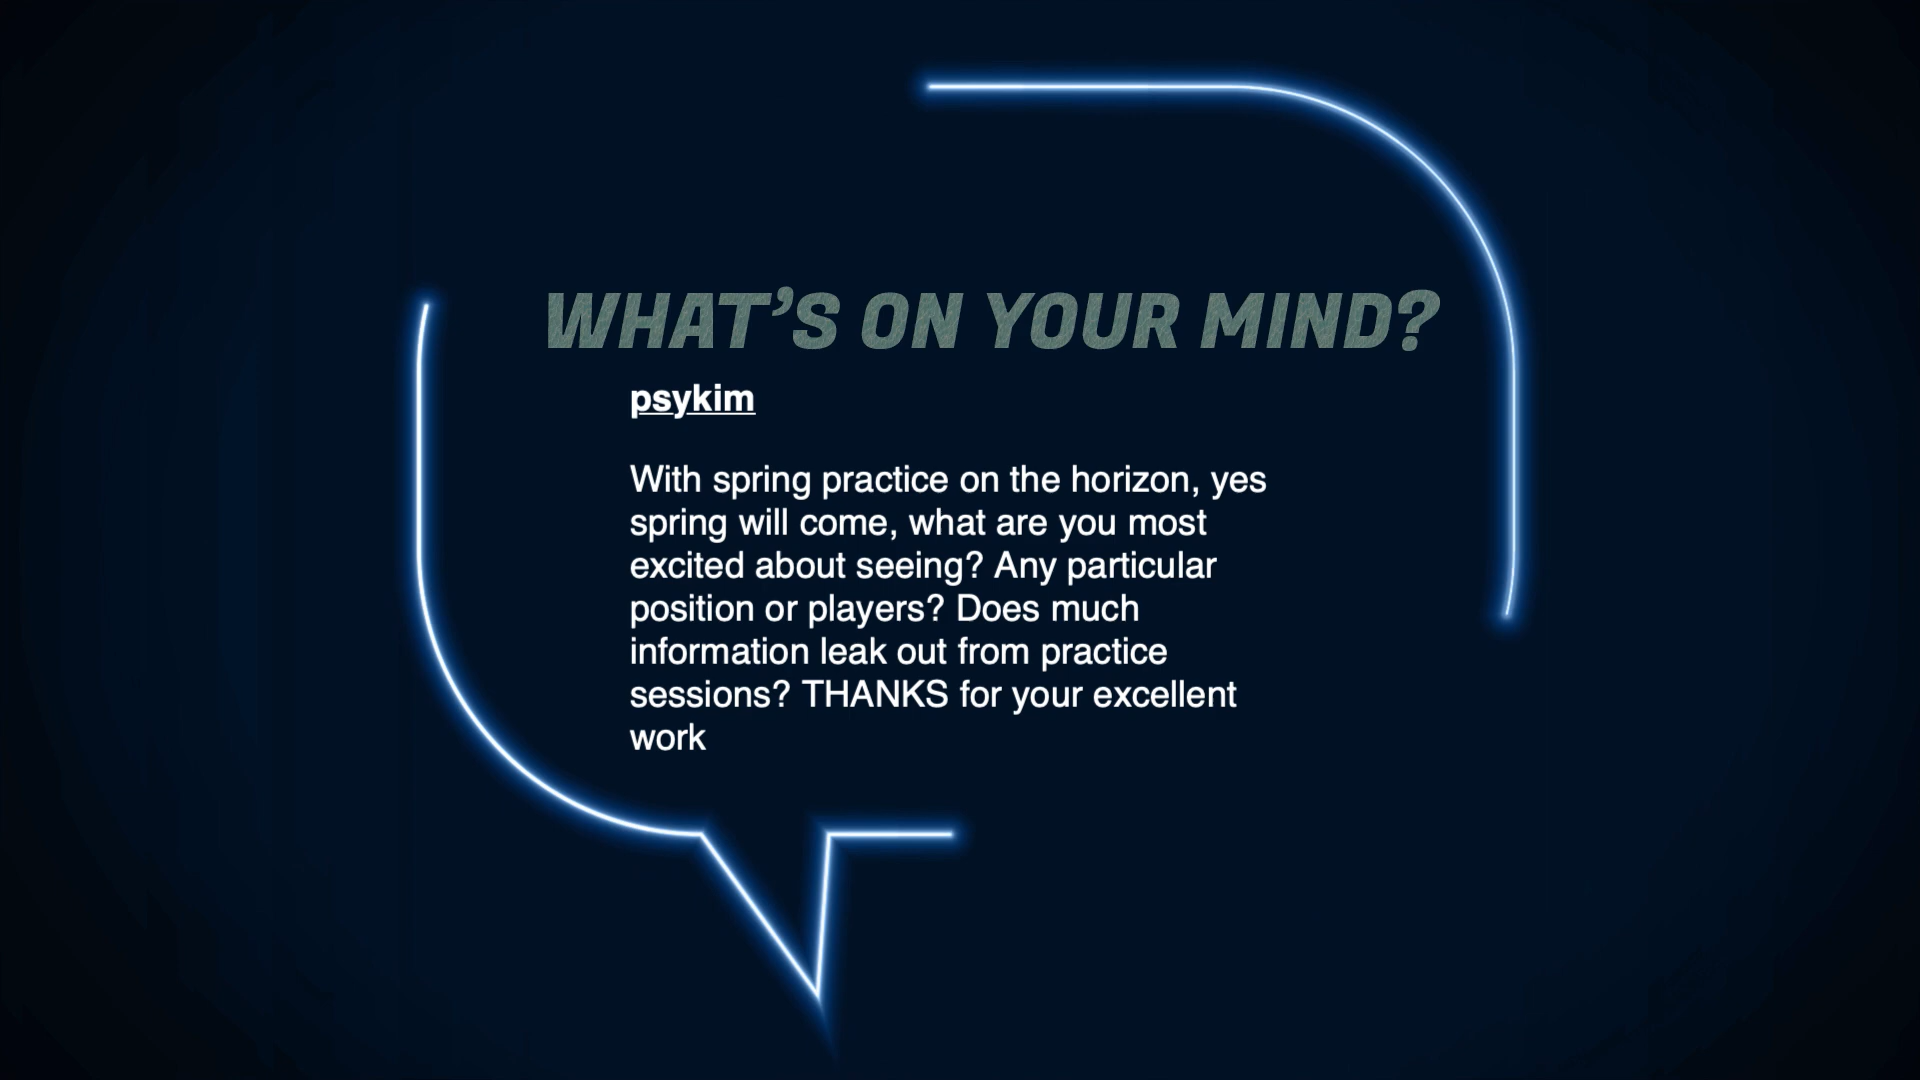 WHAT'S ON YOUR MIND?
psykim
With spring practice on the horizon, yes
spring will come, what are you most
excited about seeing? Any particular
position or players? Does much
information leak out from practice
sessions? THANKS for your excellent
work